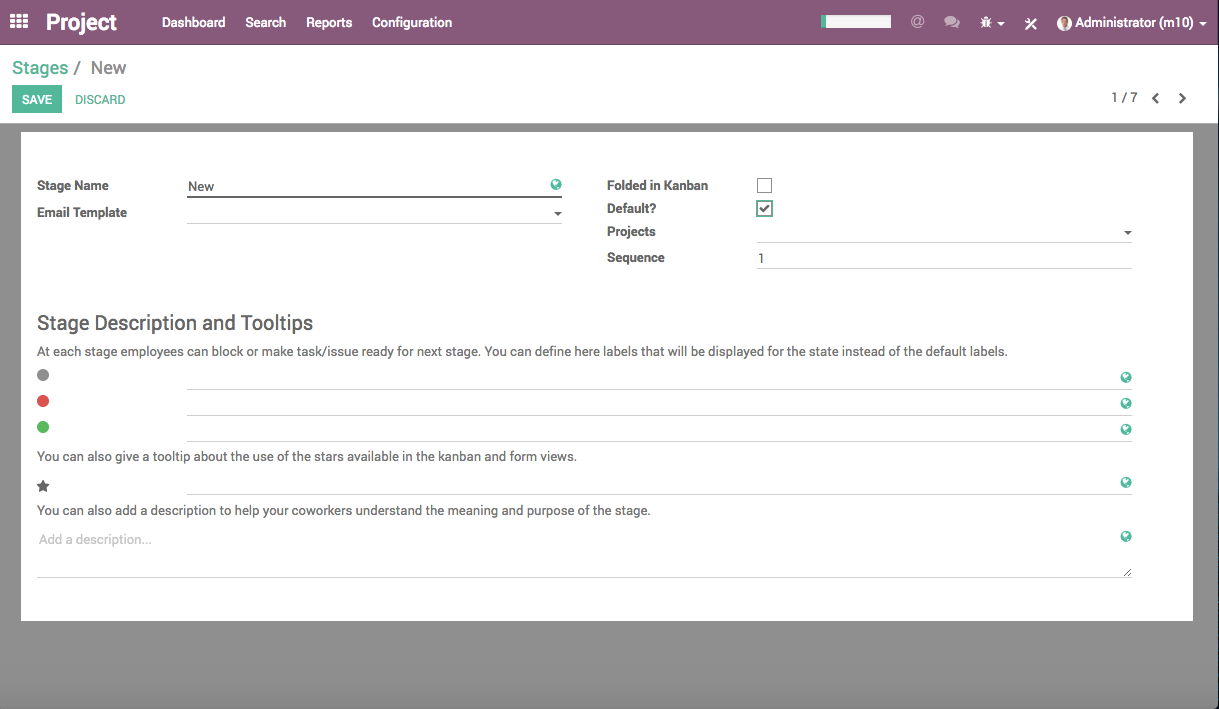 Project Dashboard Search Reports Configuration @ Administrator (m10)
Stages / New
SAVE DISCARD 1 / 7
Stage Name New Folded in Kanban
Email Template Default?
Projects
Sequence 1
Stage Description and Tooltips
At each stage employees can block or make task/issue ready for next stage. You can define here labels that will be displayed for the state instead of the default labels.
You can also give a tooltip about the use of the stars available in the kanban and form views.
You can also add a description to help your coworkers understand the meaning and purpose of the stage.
Add a description...